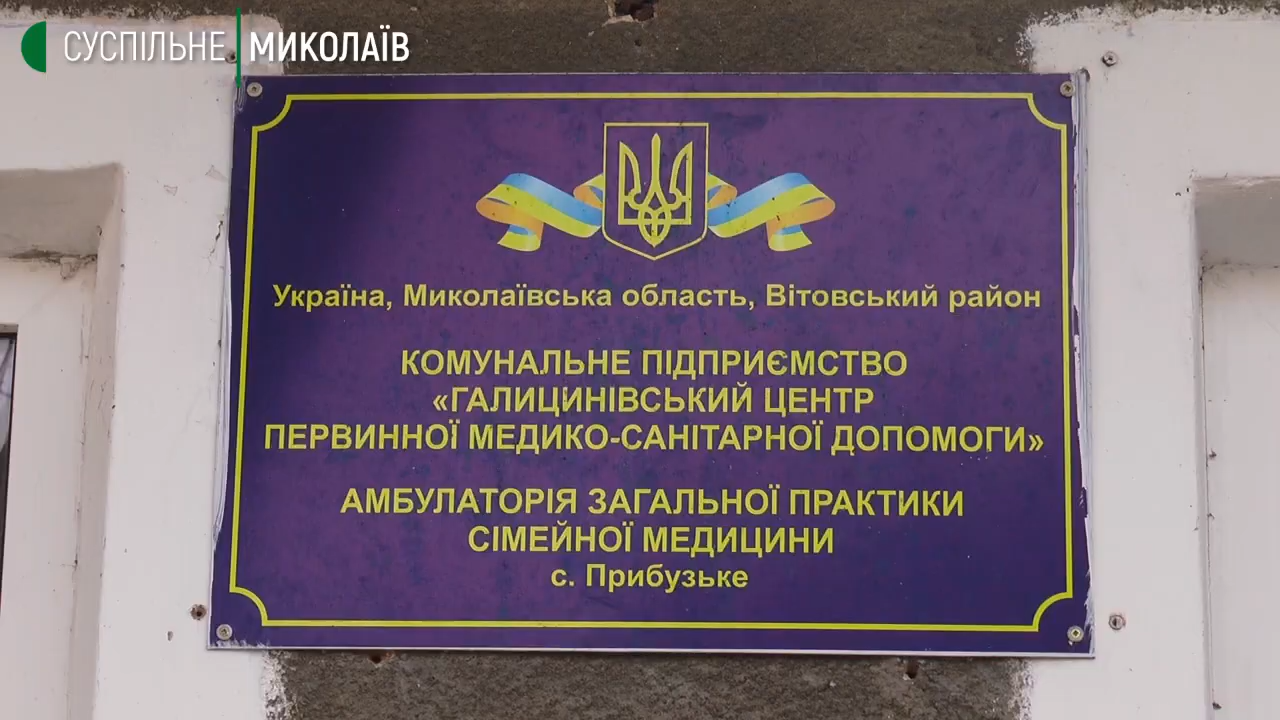 СУСПІЛЬНЕ МИКОЛАЇВ
Україна, Миколаївська область, Вітовський район
КОМУНАЛЬНЕ ПІДПРИЄМСТВО
«ГАЛИЦИНІВСЬКИЙ ЦЕНТР
ПЕРВИННОЇ МЕДИКО-САНІТАРНОЇ ДОПОМОГИ»
АМБУЛАТОРІЯ ЗАГАЛЬНОЇ ПРАКТИКИ
СІМЕЙНОЇ МЕДИЦИНИ
с. Прибузьке